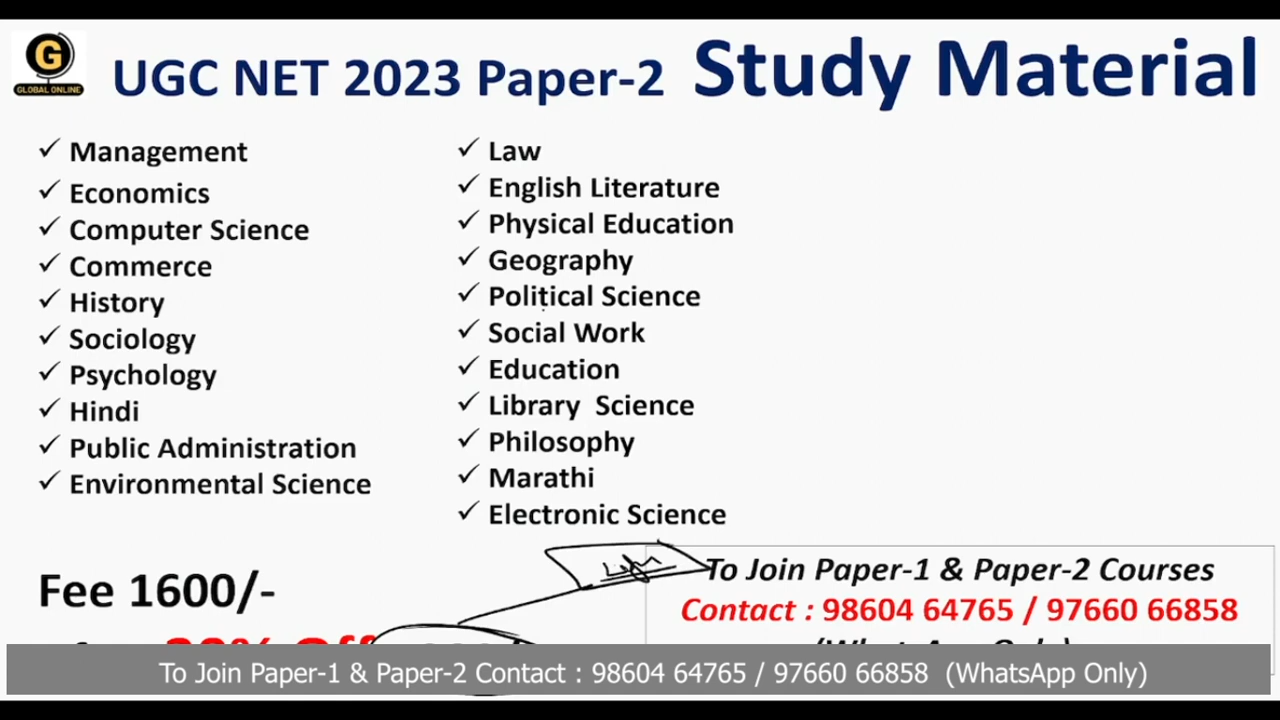 G
GLOBAL ONLINE
UGC NET 2023 Paper-2 Study Material
✓ Management
✓ Economics
✓ Computer Science
✓ Commerce
✓ History
✓ Sociology
✓ Psychology
✓ Hindi
✓ Public Administration
✓ Environmental Science
✓ Law
✓ English Literature
✓ Physical Education
✓ Geography
✓ Political Science
✓ Social Work
✓ Education
✓ Library Science
✓ Philosophy
✓ Marathi
✓ Electronic Science
Fee 1600/-
To Join Paper-1 & Paper-2 Courses
Contact : 98604 64765 / 97660 66858
To Join Paper-1 & Paper-2 Contact : 98604 64765 / 97660 66858 (WhatsApp Only)